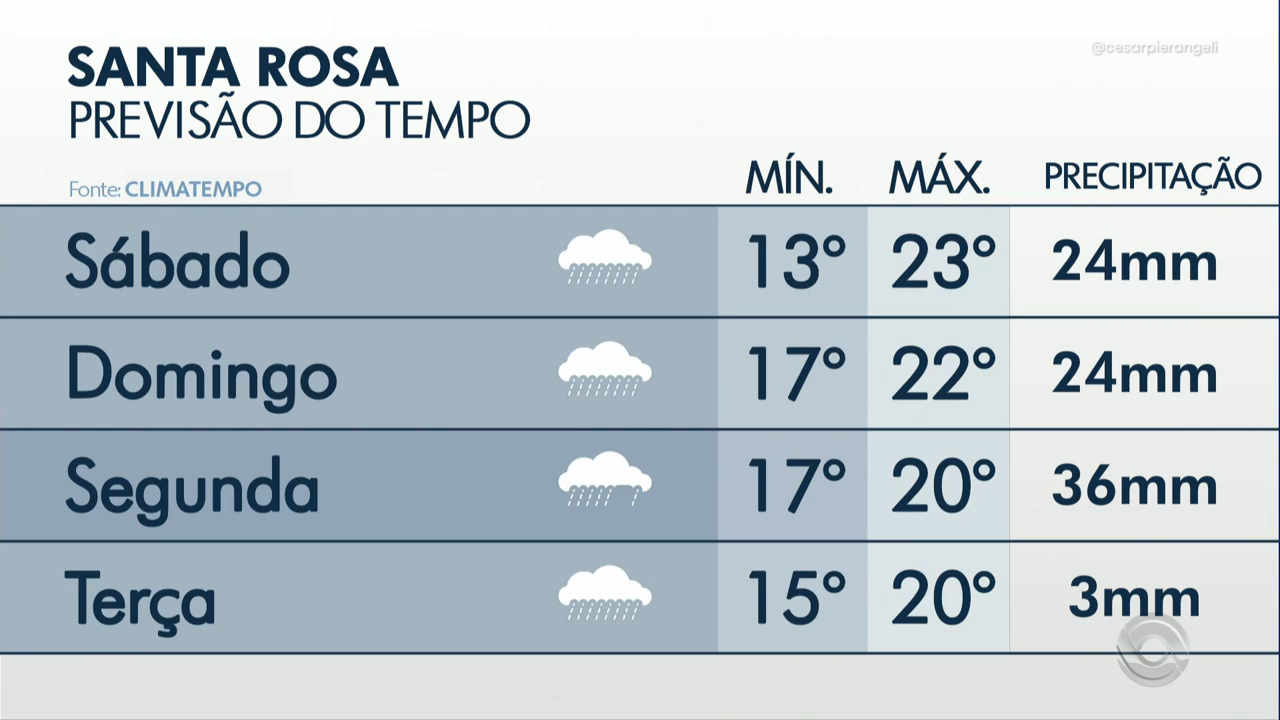 @cesarpierangeli
SANTA ROSA
PREVISÃO DO TEMPO
Fonte: CLIMATEMPO
MÍN. MÁX. PRECIPITAÇÃO
Sábado 13° 23° 24mm
Domingo 17° 22° 24mm
Segunda 17° 20° 36mm
Terça 15° 20° 3mm